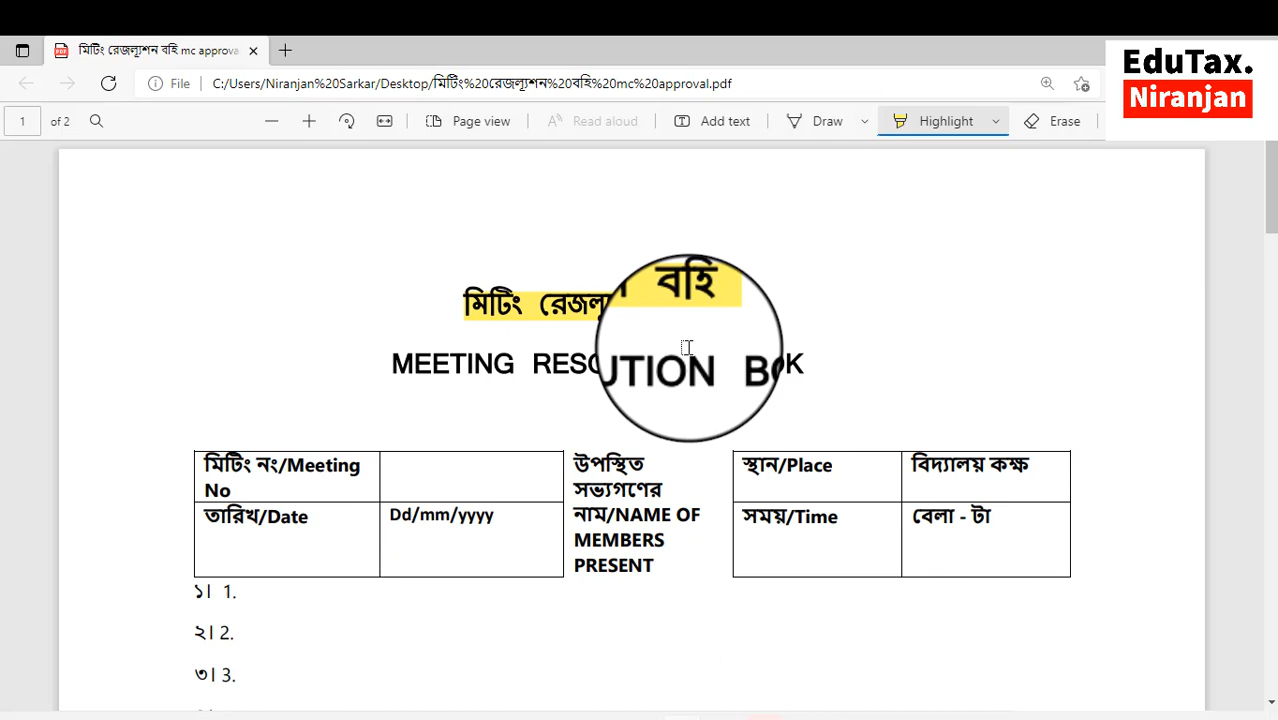 মিটিং রেজল্যূশন বহি mc approva
EduTax.
Niranjan
File C:/Users/Niranjan%20Sarkar/Desktop/মিটিং%20রেজল্যূশন%20বহি%20mc%20approval.pdf
1 of 2 Page view Read aloud Add text Draw Highlight Erase
মিটিং বহি
MEETING UTION
মিটিং নং/Meeting No
উপস্থিত সভ্যগণের নাম/NAME OF MEMBERS PRESENT
স্থান/Place বিদ্যালয় কক্ষ
তারিখ/Date Dd/mm/yyyy
সময়/Time বেলা - টা
১। 1.
২। 2.
৩। 3.